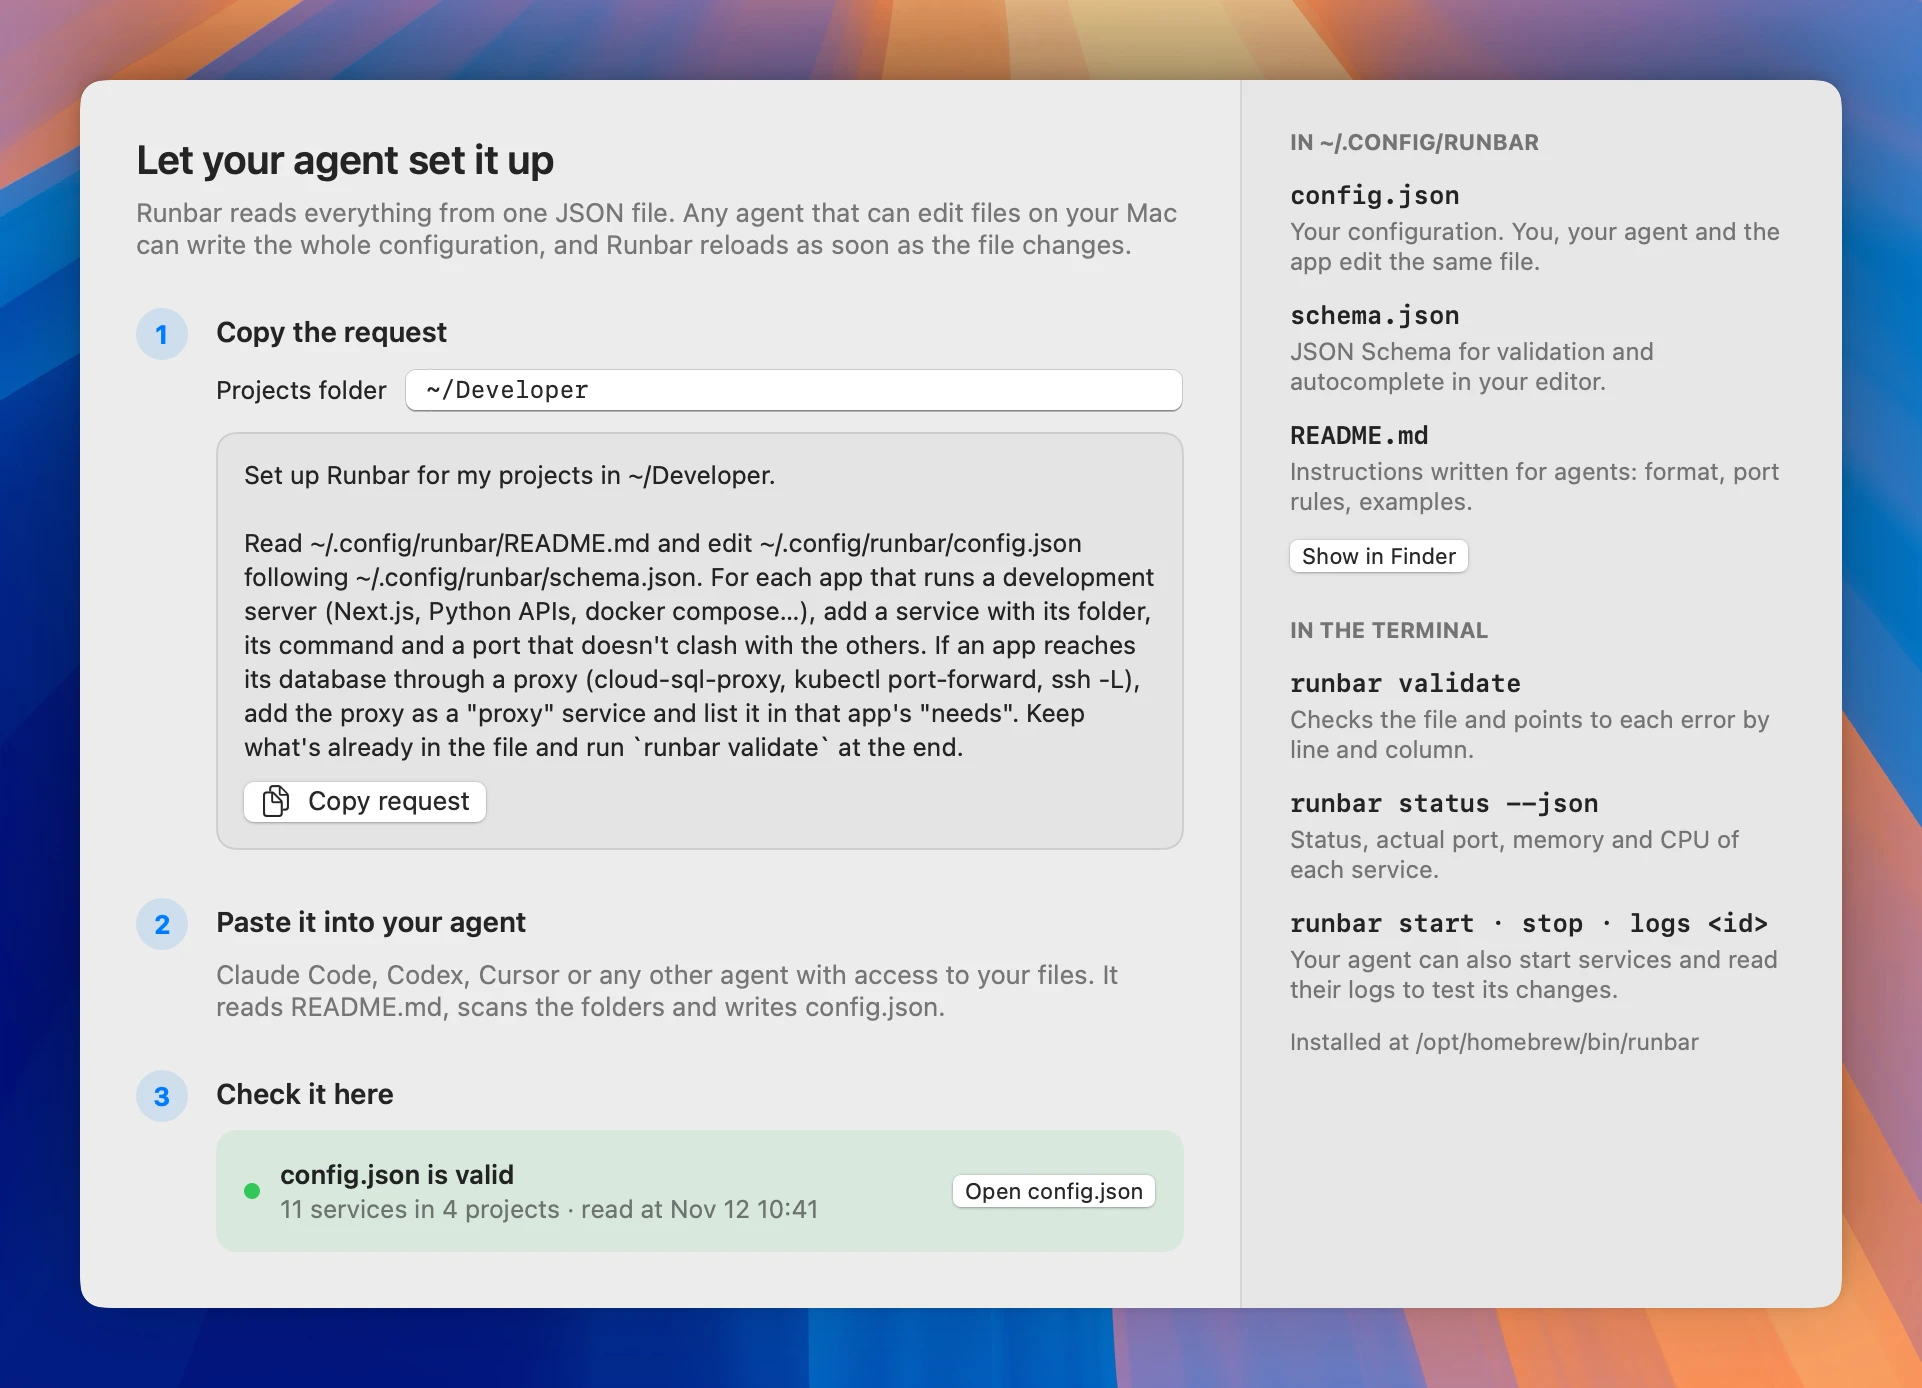 Let your agent set it up
Runbar reads everything from one JSON file. Any agent that can edit files on your Mac
can write the whole configuration, and Runbar reloads as soon as the file changes.
1
Copy the request
Projects folder
~/Developer
Set up Runbar for my projects in ~/Developer.
Read ~/.config/runbar/README.md and edit ~/.config/runbar/config.json
following ~/.config/runbar/schema.json. For each app that runs a development
server (Next.js, Python APIs, docker compose…), add a service with its folder,
its command and a port that doesn't clash with the others. If an app reaches
its database through a proxy (cloud-sql-proxy, kubectl port-forward, ssh -L),
add the proxy as a "proxy" service and list it in that app's "needs". Keep
what's already in the file and run `runbar validate` at the end.
Copy request
2
Paste it into your agent
Claude Code, Codex, Cursor or any other agent with access to your files. It
reads README.md, scans the folders and writes config.json.
3
Check it here
config.json is valid
11 services in 4 projects · read at Nov 12 10:41
Open config.json
IN ~/.CONFIG/RUNBAR
config.json
Your configuration. You, your agent and the
app edit the same file.
schema.json
JSON Schema for validation and
autocomplete in your editor.
README.md
Instructions written for agents: format, port
rules, examples.
Show in Finder
IN THE TERMINAL
runbar validate
Checks the file and points to each error by
line and column.
runbar status --json
Status, actual port, memory and CPU of
each service.
runbar start · stop · logs <id>
Your agent can also start services and read
their logs to test its changes.
Installed at /opt/homebrew/bin/runbar